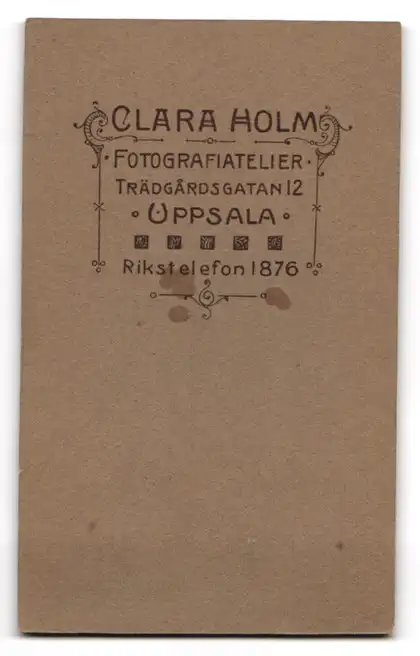 CLARA HOLM
FOTOGRAFIATELIER
TRÄDGÅRDSGATAN 12
UPPSALA
Rikstelefon 1876